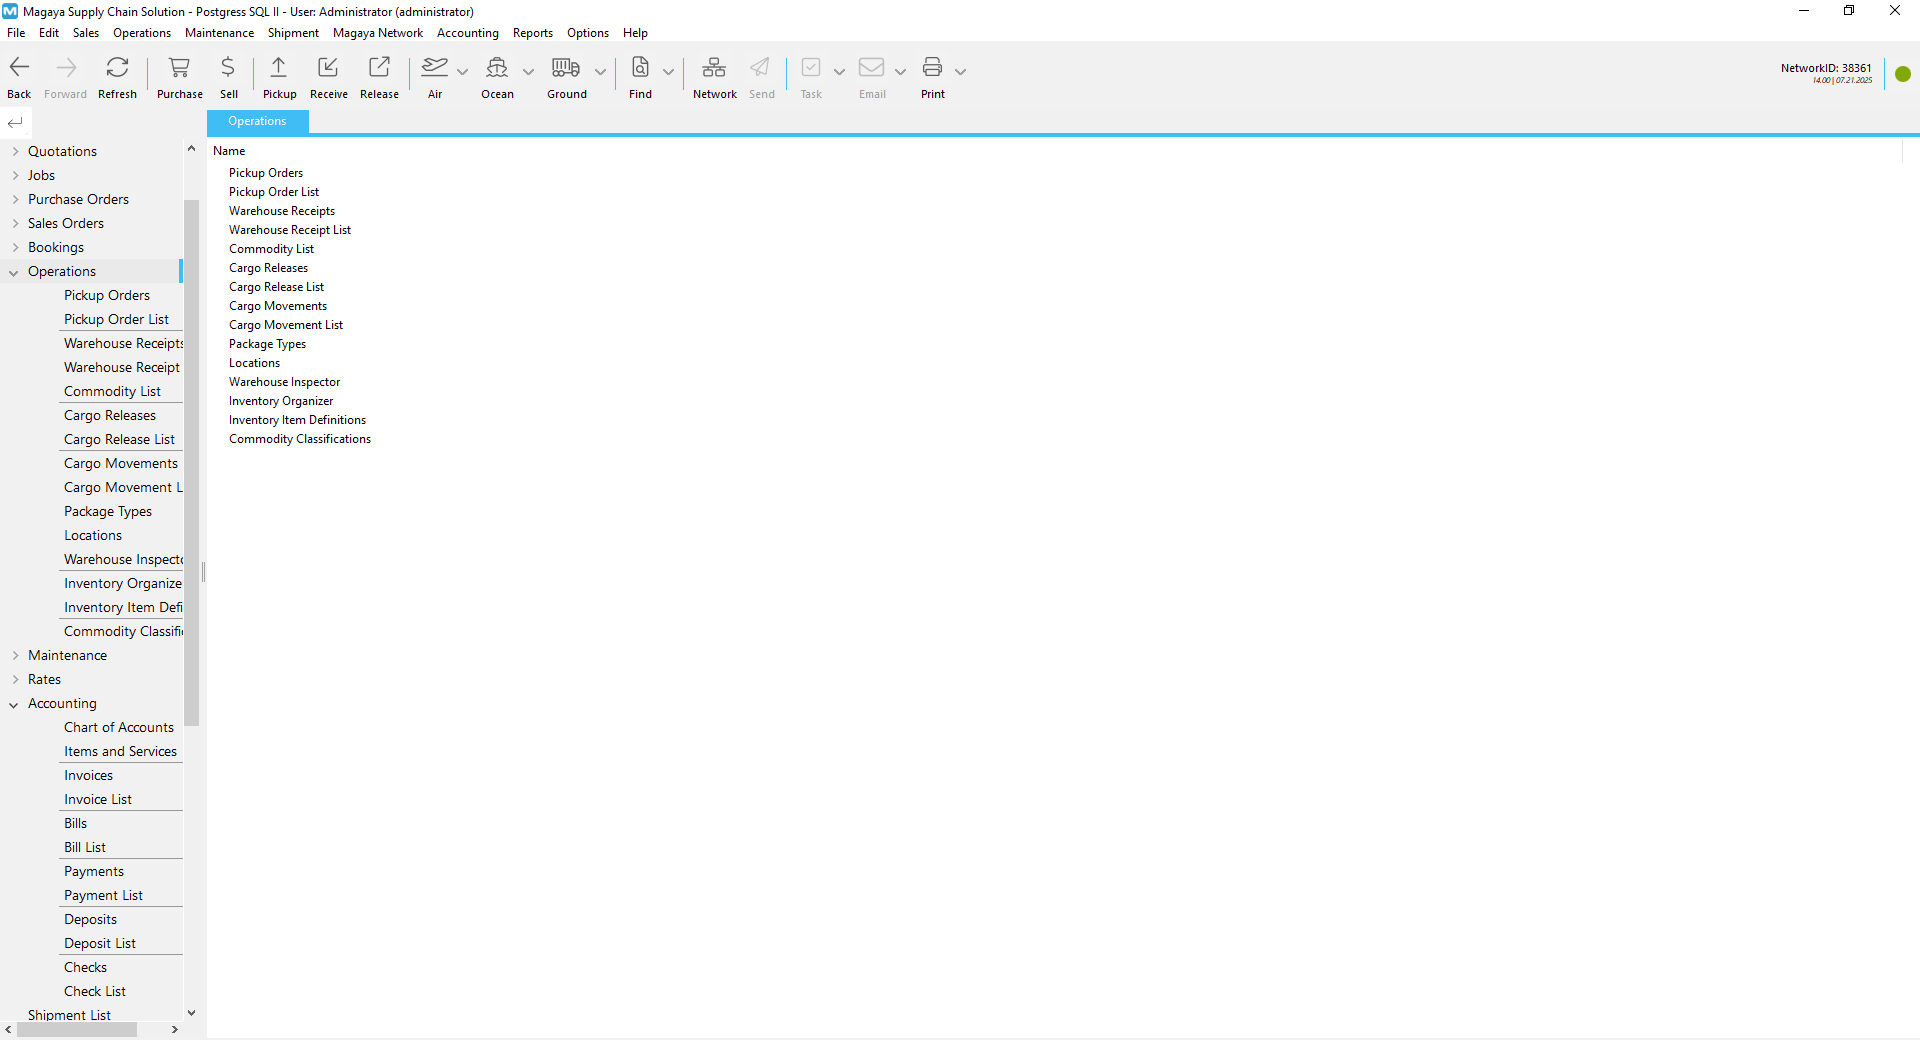 Magaya Supply Chain Solution - Postgress SQL II - User: Administrator (administrator)
File Edit Sales Operations Maintenance Shipment Magaya Network Accounting Reports Options Help
Back Forward Refresh Purchase Sell Pickup Receive Release Air Ocean Ground Find Network Send Task Email Print
NetworkID: 38361
14.00 | 07.21.2025
Quotations
Jobs
Purchase Orders
Sales Orders
Bookings
Operations
Pickup Orders
Pickup Order List
Warehouse Receipts
Warehouse Receipt
Commodity List
Cargo Releases
Cargo Release List
Cargo Movements
Cargo Movement L
Package Types
Locations
Warehouse Inspecto
Inventory Organize
Inventory Item Defi
Commodity Classifi
Maintenance
Rates
Accounting
Chart of Accounts
Items and Services
Invoices
Invoice List
Bills
Bill List
Payments
Payment List
Deposits
Deposit List
Checks
Check List
Shipment List
Operations
Name
Pickup Orders
Pickup Order List
Warehouse Receipts
Warehouse Receipt List
Commodity List
Cargo Releases
Cargo Release List
Cargo Movements
Cargo Movement List
Package Types
Locations
Warehouse Inspector
Inventory Organizer
Inventory Item Definitions
Commodity Classifications